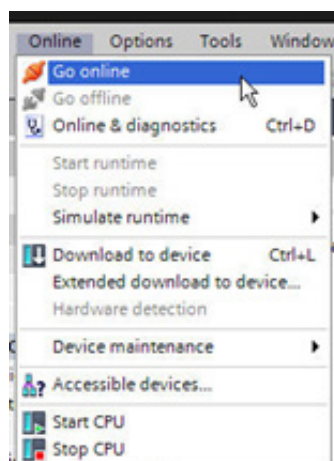 Online Options Tools Window
Go online
Go offline
Online & diagnostics Ctrl+D
Start runtime
Stop runtime
Simulate runtime
Download to device Ctrl+L
Extended download to device...
Hardware detection
Device maintenance
Accessible devices...
Start CPU
Stop CPU